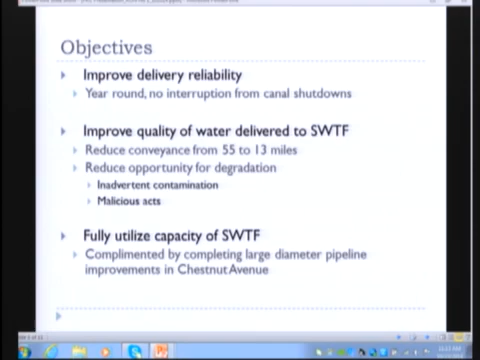 Objectives
Improve delivery reliability
Year round, no interruption from canal shutdowns
Improve quality of water delivered to SWTF
Reduce conveyance from 55 to 13 miles
Reduce opportunity for degradation
Inadvertent contamination
Malicious acts
Fully utilize capacity of SWTF
Complimented by completing large diameter pipeline
improvements in Chestnut Avenue